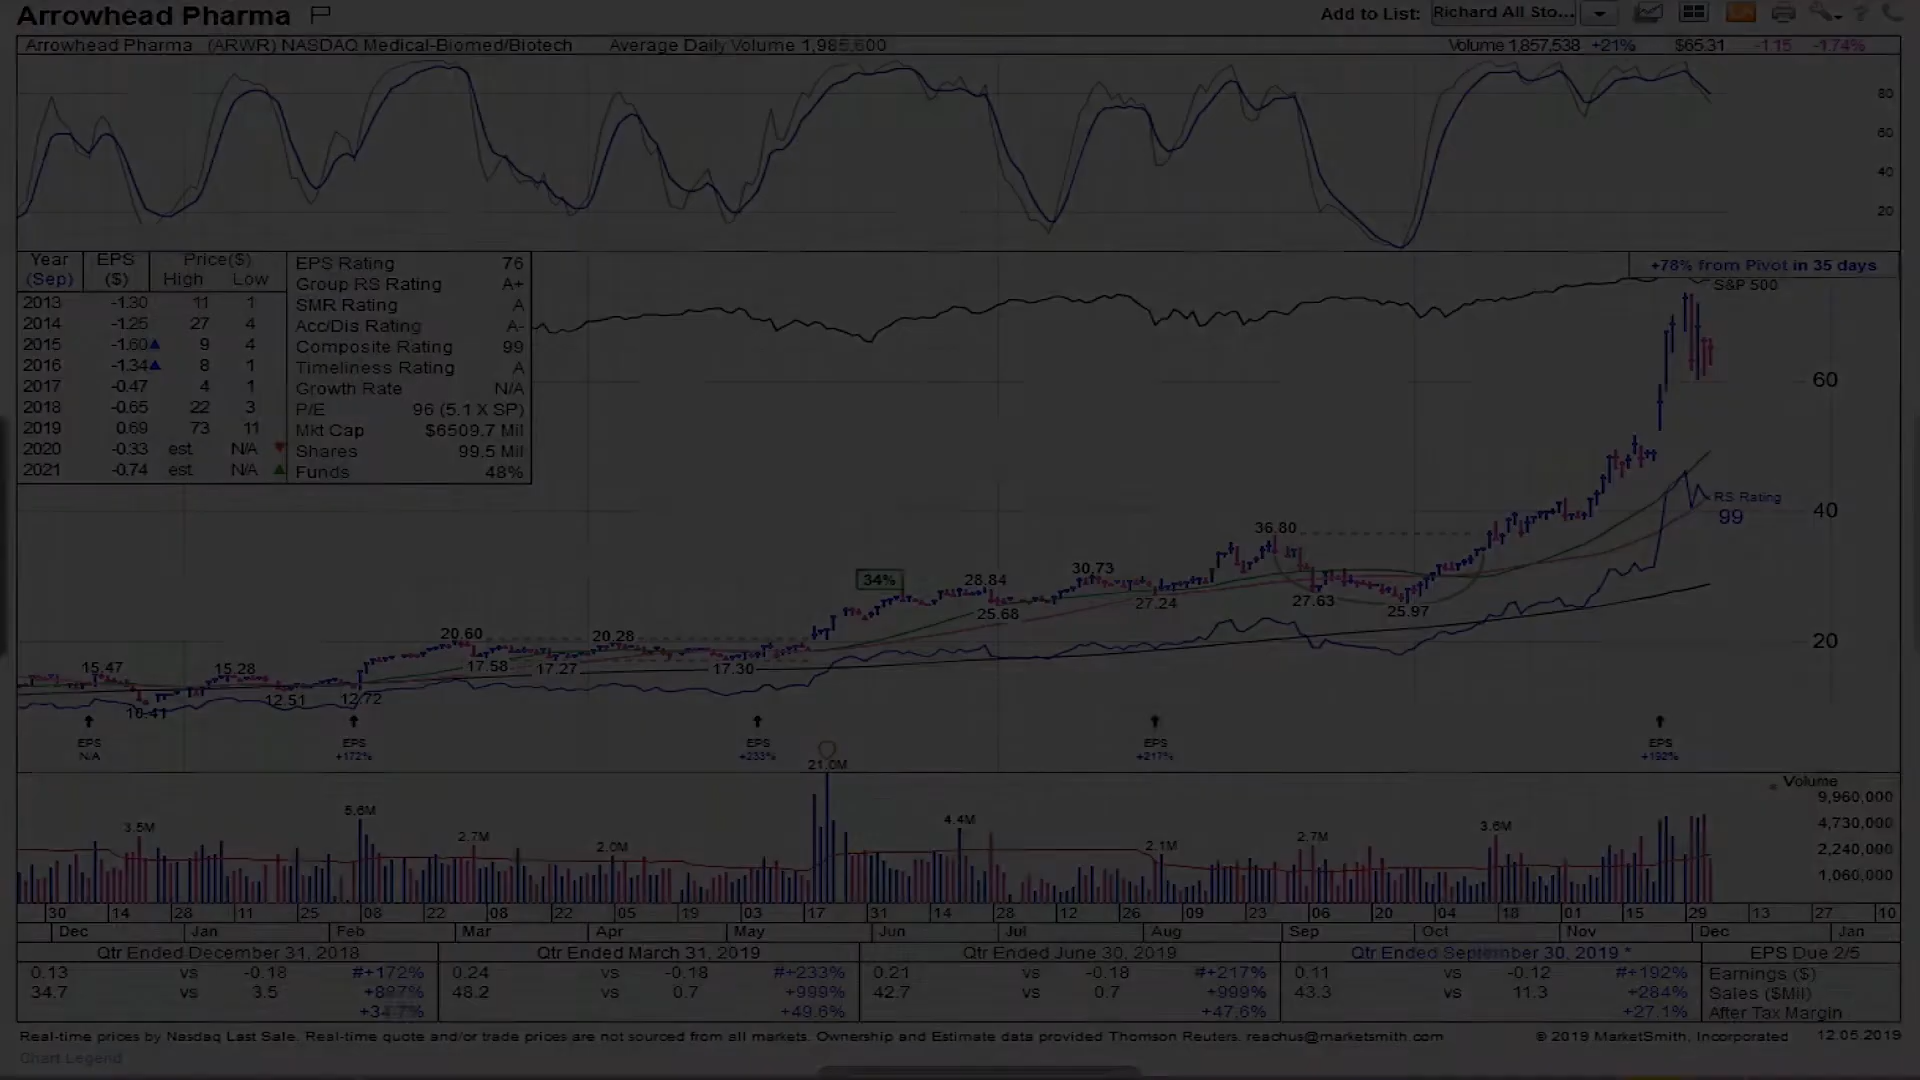 Arrowhead Pharma
Add to List: Richard All Sto...
Arrowhead Pharma (ARWR) NASDAQ Medical-Biomed/Biotech Average Daily Volume 1,985,600 Volume 1,857,538 +21% $65.31 -1.15 -1.74%
80
60
40
20
Year EPS Price($)
(Sep) ($) High Low
2013 -1.30 11 1
2014 -1.25 27 4
2015 -1.60 9 4
2016 -1.34 8 1
2017 -0.47 4 1
2018 -0.65 22 3
2019 0.69 73 11
2020 -0.33 est N/A
2021 -0.74 est N/A
EPS Rating 76
Group RS Rating A+
SMR Rating A
Acc/Dis Rating A-
Composite Rating 99
Timeliness Rating A
Growth Rate N/A
P/E 96 (5.1 X SP)
Mkt Cap $6509.7 Mil
Shares 99.5 Mil
Funds 48%
+78% from Pivot in 35 days
S&P 500
60
RS Rating
99
40
36.80
34% 28.84 30.73
25.68 27.24 27.63 25.97
20.60 20.28 20
15.47 15.28 17.58 17.27 17.30
10.41 12.51 12.72
EPS EPS EPS EPS EPS
N/A +172% +233% +217% +192%
21.0M
Volume
9,960,000
4,730,000
2,240,000
1,060,000
3.5M 5.6M 2.7M 2.0M 4.4M 2.1M 2.7M 3.6M
30 14 28 11 25 08 22 08 22 05 19 03 17 31 14 28 12 26 09 23 06 20 04 18 01 15 29 13 27 10
Dec Jan Feb Mar Apr May Jun Jul Aug Sep Oct Nov Dec Jan
Qtr Ended December 31, 2018 Qtr Ended March 31, 2019 Qtr Ended June 30, 2019 Qtr Ended September 30, 2019 * EPS Due 2/5
0.13 vs -0.18 #+172% 0.24 vs -0.18 #+233% 0.21 vs -0.18 #+217% 0.11 vs -0.12 #+192% Earnings ($)
34.7 vs 3.5 +887% 48.2 vs 0.7 +999% 42.7 vs 0.7 +999% 43.3 vs 11.3 +284% Sales ($Mil)
+34.7% +49.6% +47.6% +27.1% After Tax Margin
Real-time prices by Nasdaq Last Sale. Real-time quote and/or trade prices are not sourced from all markets. Ownership and Estimate data provided Thomson Reuters. reachus@marketsmith.com © 2019 MarketSmith, Incorporated 12.05.2019
Chart Legend